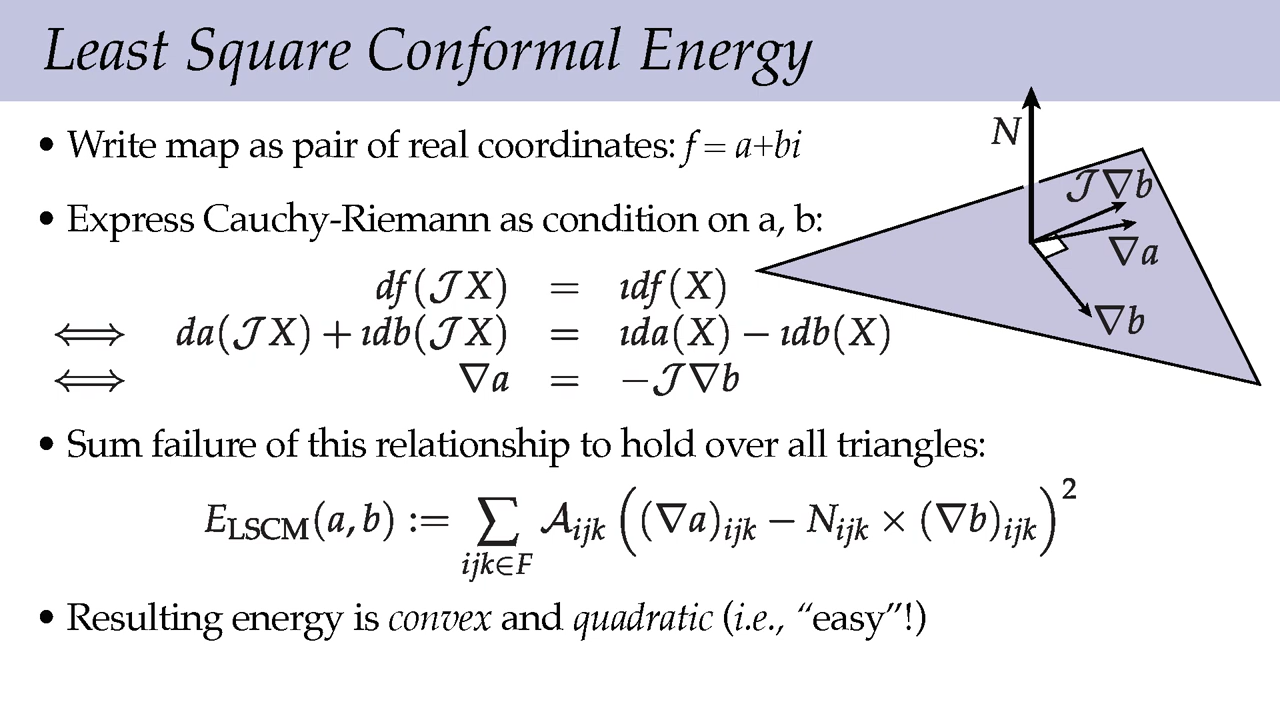 Least Square Conformal Energy
• Write map as pair of real coordinates: f = a+bi
• Express Cauchy-Riemann as condition on a, b:
df(𝒥X) = ıdf(X)
⟺ da(𝒥X) + ıdb(𝒥X) = ıda(X) − ıdb(X)
⟺ ∇a = −𝒥∇b
• Sum failure of this relationship to hold over all triangles:
E_LSCM(a, b) := ∑_{ijk∈F} 𝒜_{ijk} ((∇a)_{ijk} − N_{ijk} × (∇b)_{ijk})²
• Resulting energy is convex and quadratic (i.e., “easy”!)
N
𝒥∇b
∇a
∇b